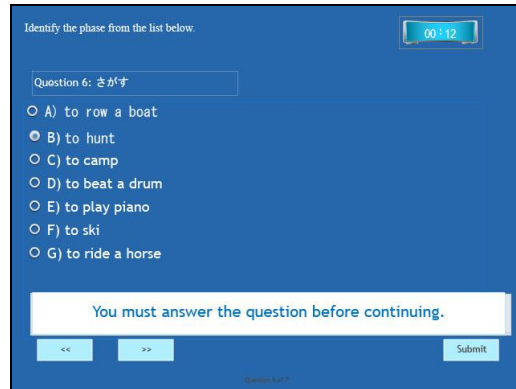 Identify the phase from the list below.
00:12
Question 6: さがす
A) to row a boat
B) to hunt
C) to camp
D) to beat a drum
E) to play piano
F) to ski
G) to ride a horse
You must answer the question before continuing.
<< >> Submit